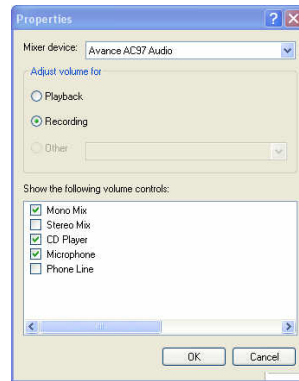 Properties
Mixer device: Avance AC97 Audio
Adjust volume for
Playback
Recording
Other
Show the following volume controls:
Mono Mix
Stereo Mix
CD Player
Microphone
Phone Line
OK Cancel